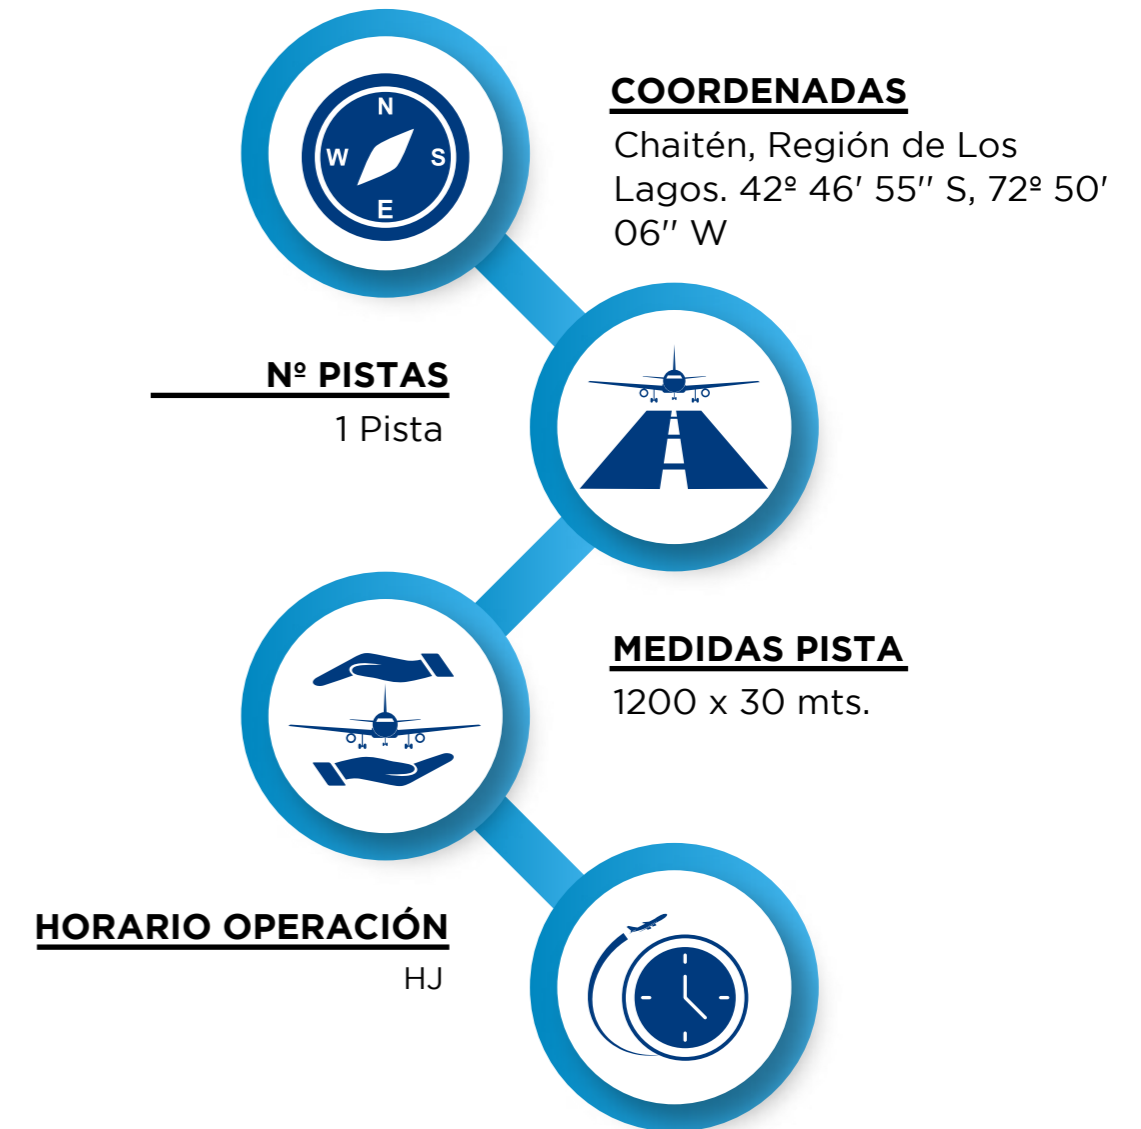 N
W S
E
COORDENADAS
Chaitén, Región de Los
Lagos. 42º 46' 55'' S, 72º 50'
06'' W
Nº PISTAS
1 Pista
MEDIDAS PISTA
1200 x 30 mts.
HORARIO OPERACIÓN
HJ